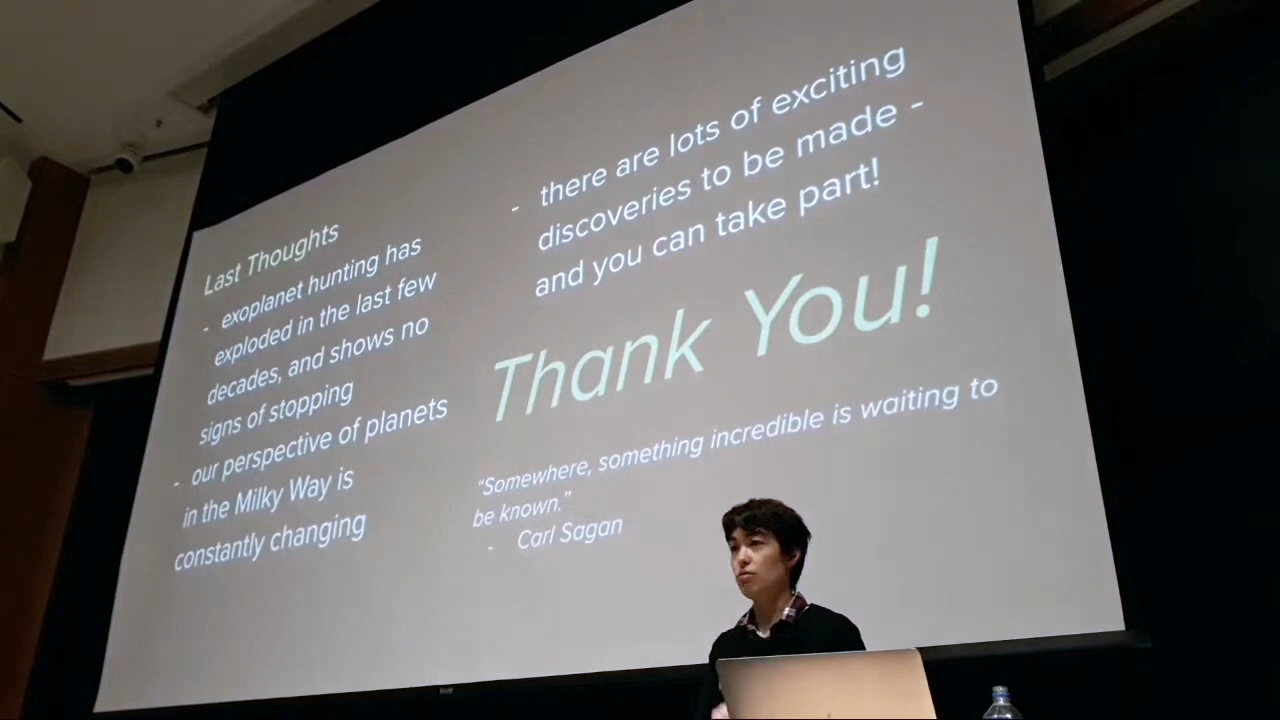 Last Thoughts
- exoplanet hunting has
exploded in the last few
decades, and shows no
signs of stopping
- our perspective of planets
in the Milky Way is
constantly changing
- there are lots of exciting
discoveries to be made -
and you can take part!
Thank You!
“Somewhere, something incredible is waiting to
be known.”
- Carl Sagan